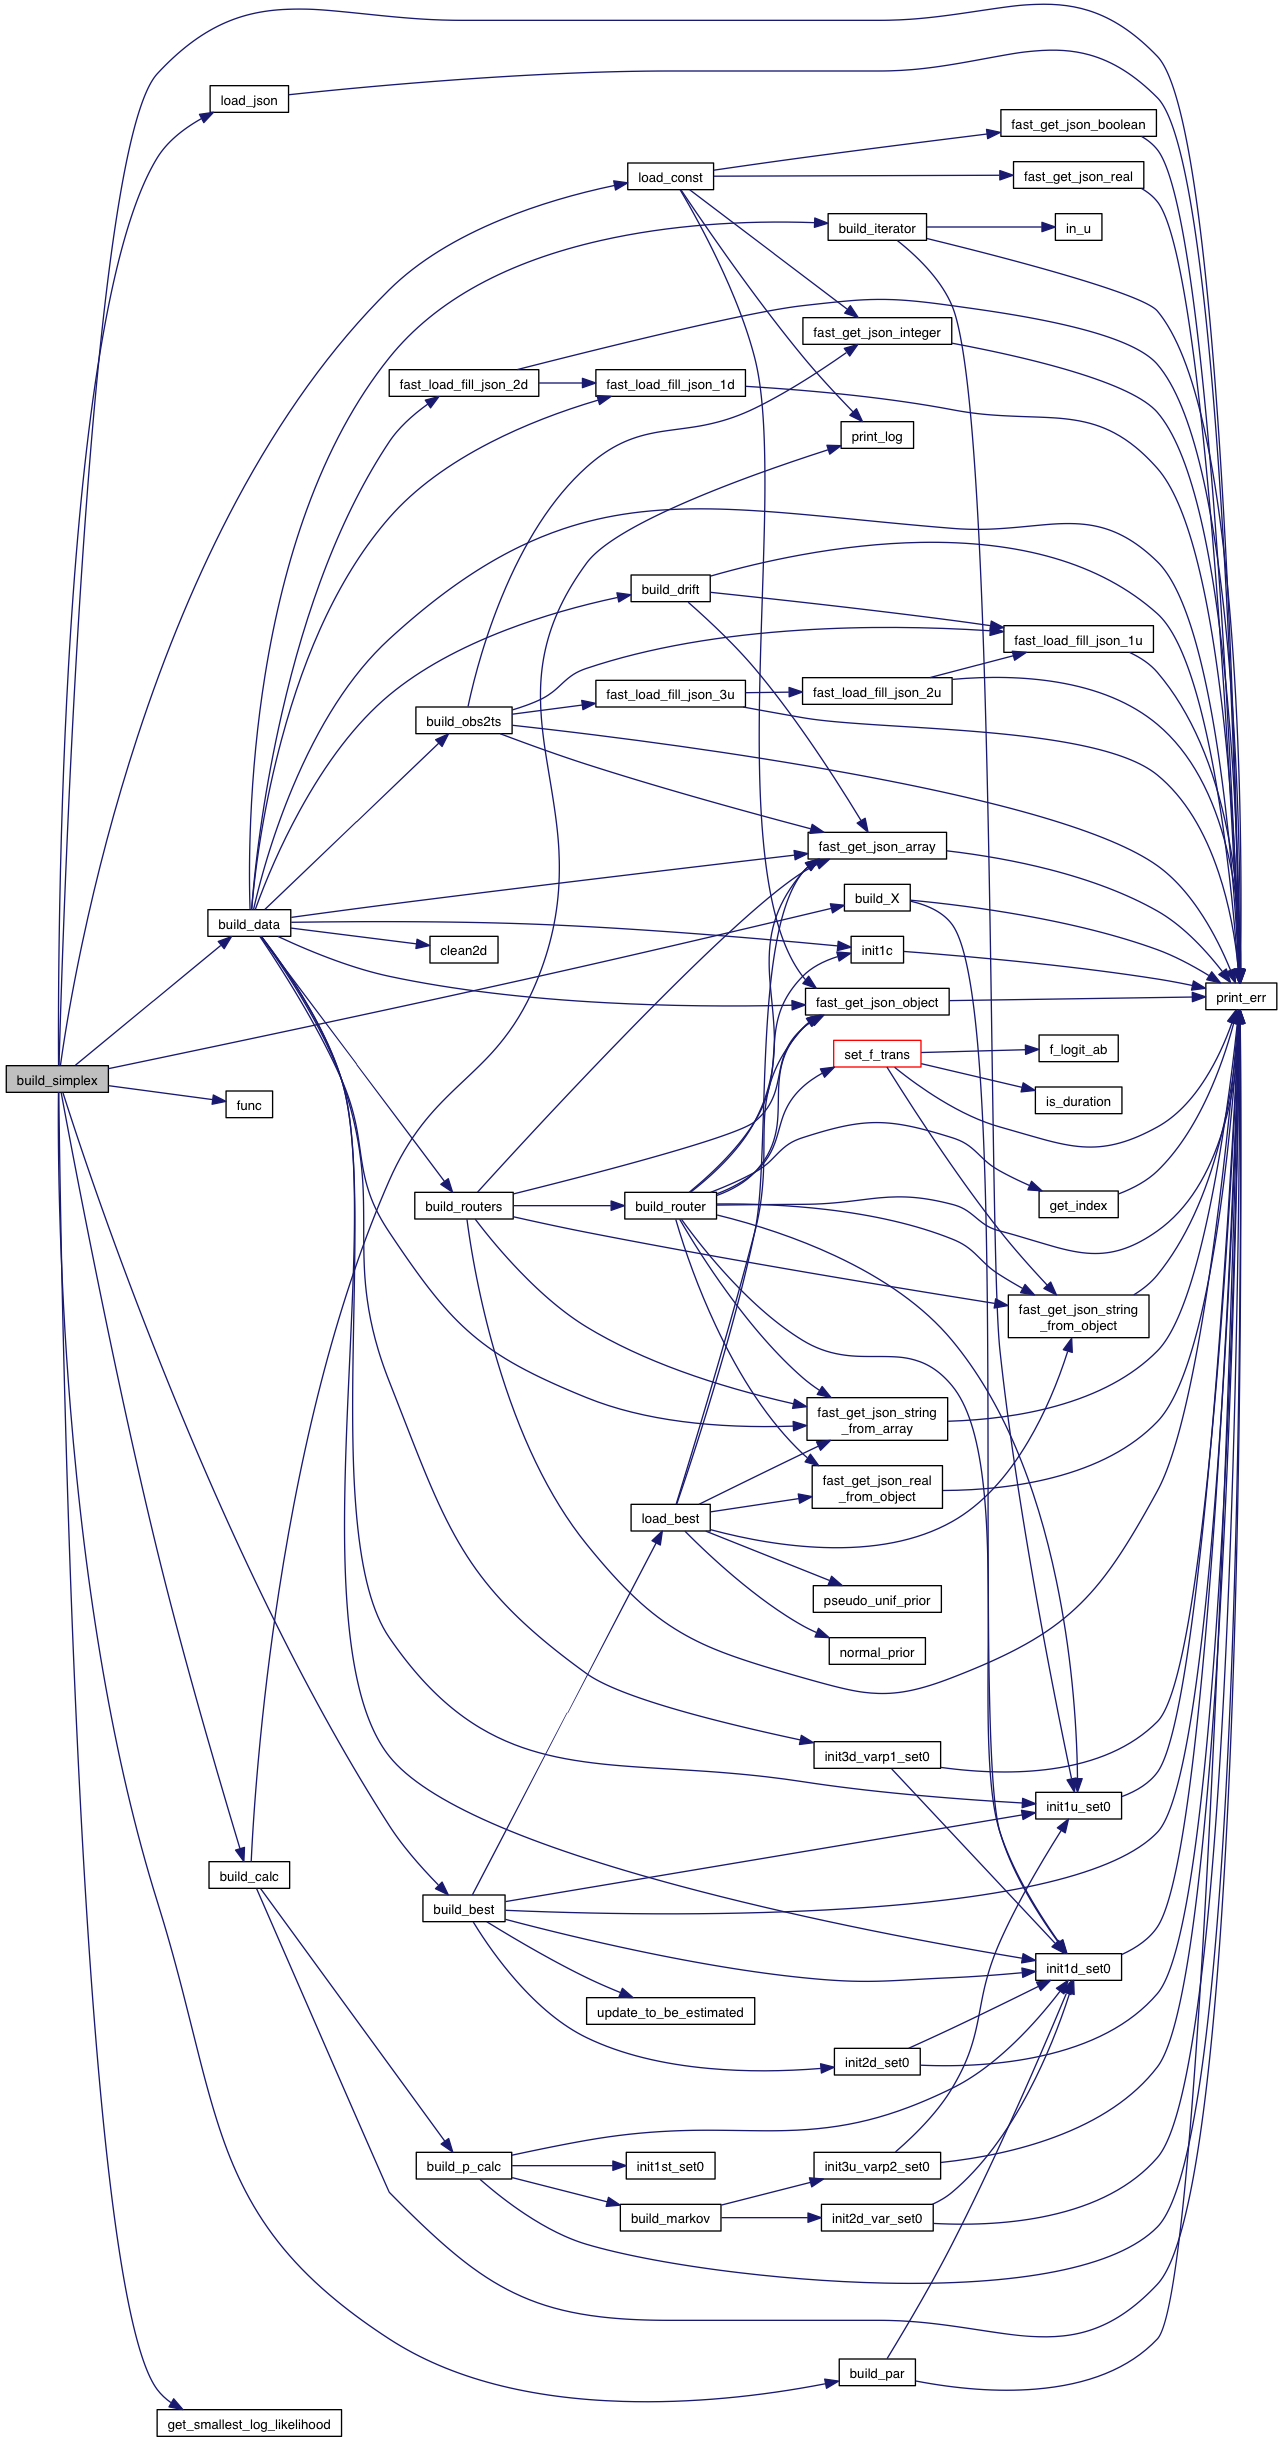 load_json
fast_get_json_boolean
load_const
fast_get_json_real
build_iterator
in_u
fast_get_json_integer
fast_load_fill_json_2d
fast_load_fill_json_1d
print_log
build_drift
fast_load_fill_json_1u
fast_load_fill_json_3u
fast_load_fill_json_2u
build_obs2ts
fast_get_json_array
build_X
build_data
clean2d
init1c
fast_get_json_object
print_err
set_f_trans
f_logit_ab
build_simplex
func
is_duration
build_routers
build_router
get_index
fast_get_json_string
_from_object
fast_get_json_string
_from_array
fast_get_json_real
_from_object
load_best
pseudo_unif_prior
normal_prior
init3d_varp1_set0
init1u_set0
build_calc
build_best
init1d_set0
update_to_be_estimated
init2d_set0
build_p_calc
init1st_set0
init3u_varp2_set0
build_markov
init2d_var_set0
build_par
get_smallest_log_likelihood